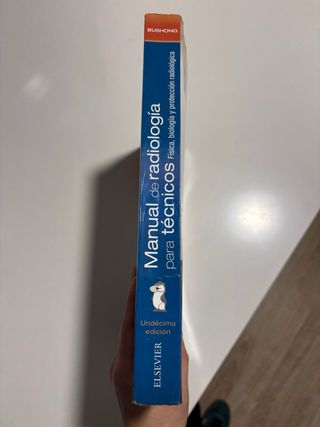 BUSHONG
Manual de radiología
para técnicos
Física, biología y protección radiológica
Undécima
edición
ELSEVIER